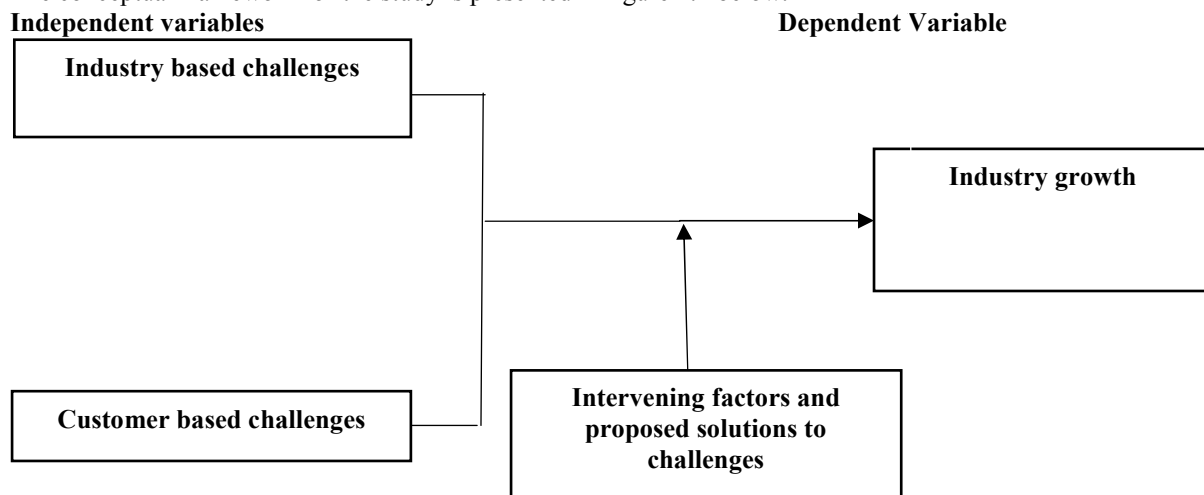 Independent variables Dependent Variable
Industry based challenges
Industry growth
Customer based challenges
Intervening factors and
proposed solutions to
challenges